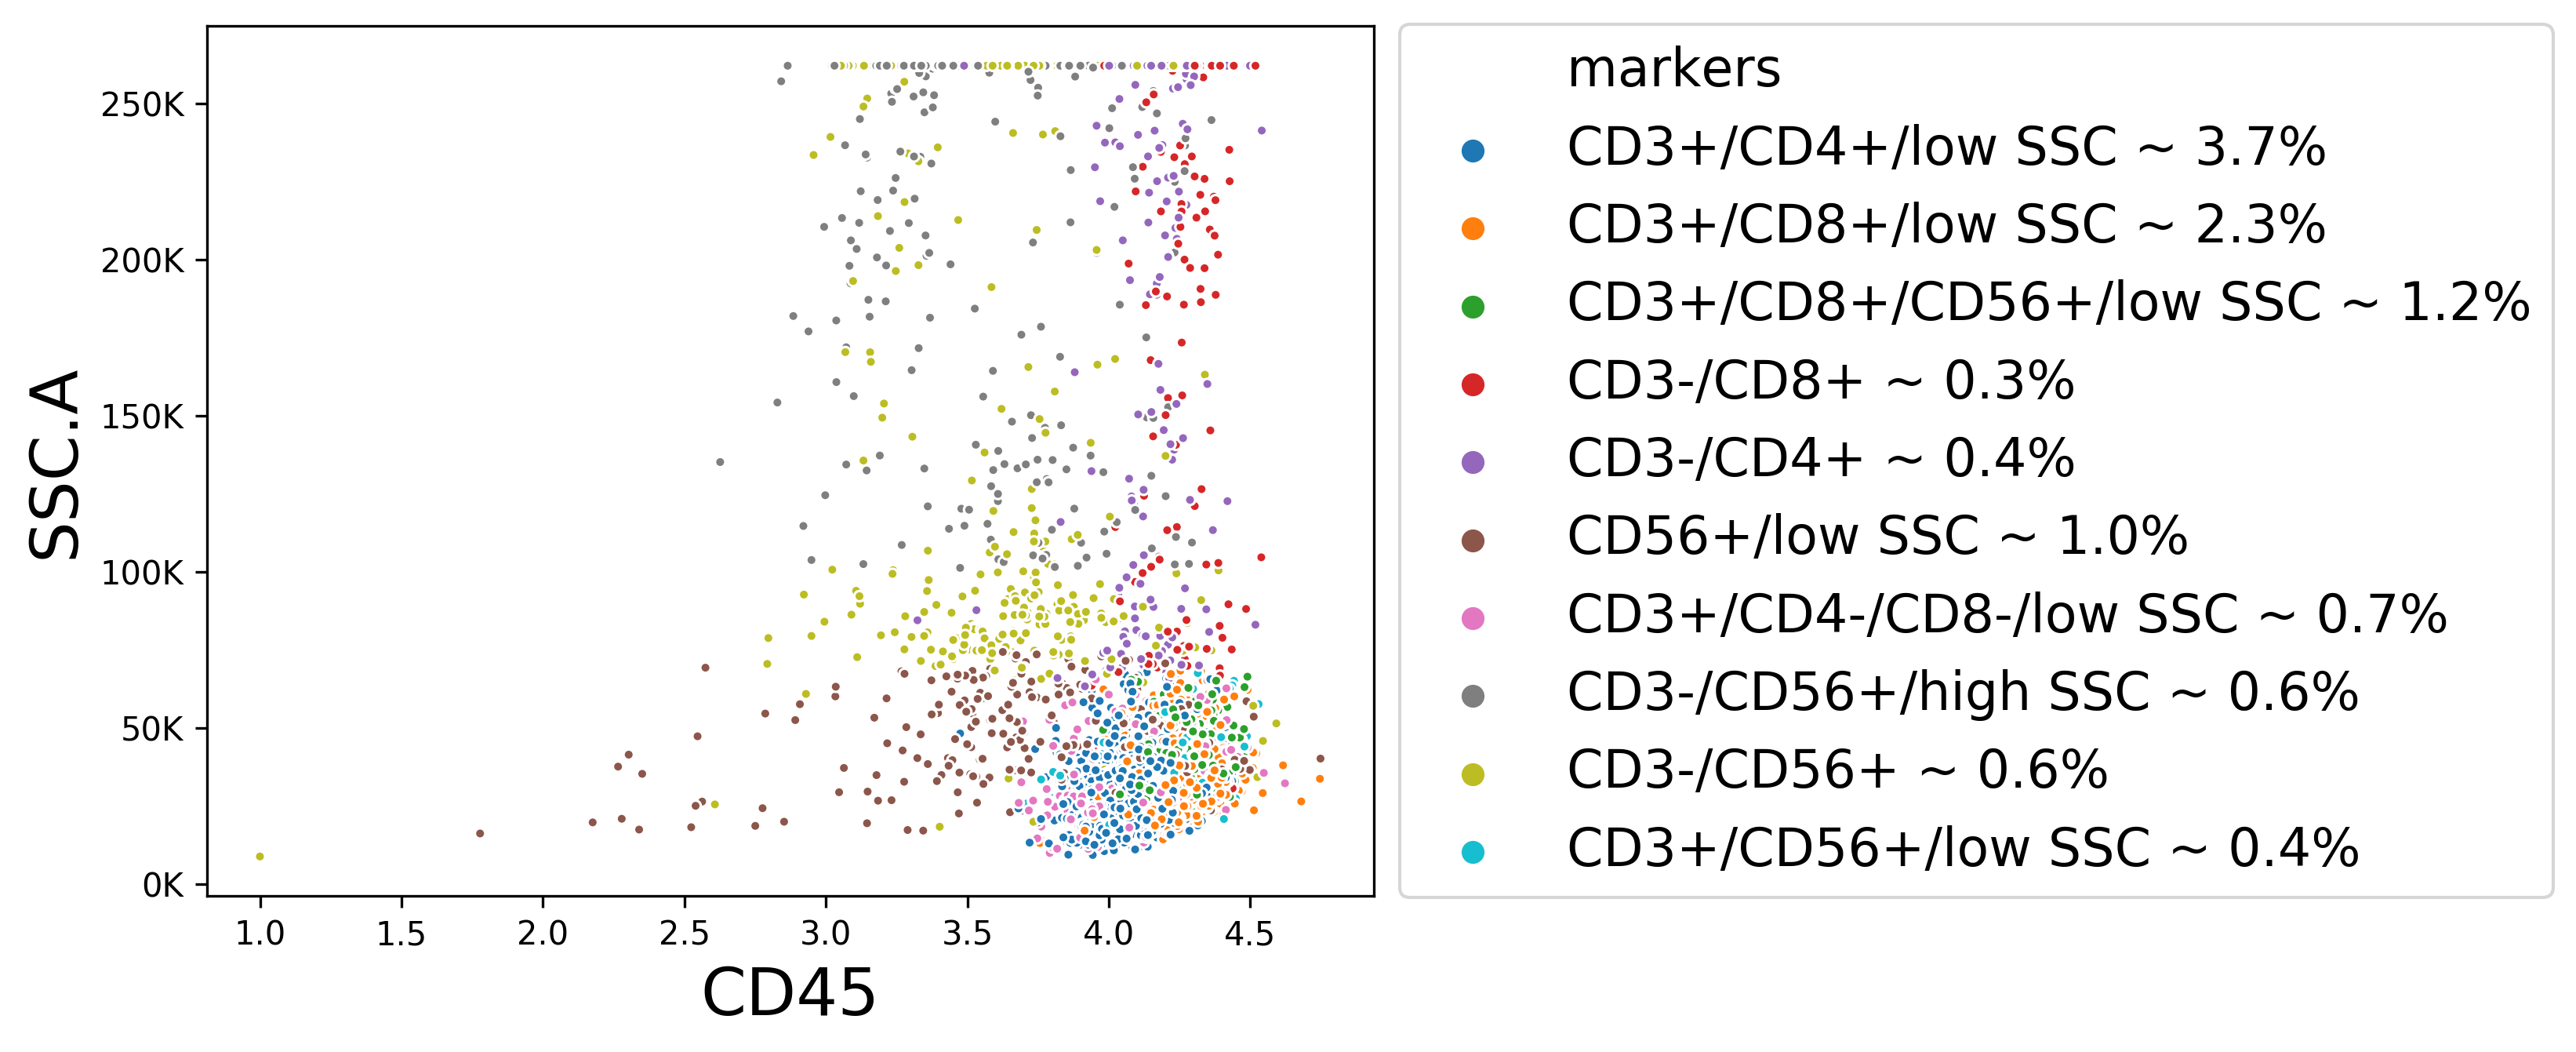 SSC.A
250K
200K
150K
100K
50K
0K
1.0 1.5 2.0 2.5 3.0 3.5 4.0 4.5
CD45
markers
CD3+/CD4+/low SSC ~ 3.7%
CD3+/CD8+/low SSC ~ 2.3%
CD3+/CD8+/CD56+/low SSC ~ 1.2%
CD3-/CD8+ ~ 0.3%
CD3-/CD4+ ~ 0.4%
CD56+/low SSC ~ 1.0%
CD3+/CD4-/CD8-/low SSC ~ 0.7%
CD3-/CD56+/high SSC ~ 0.6%
CD3-/CD56+ ~ 0.6%
CD3+/CD56+/low SSC ~ 0.4%